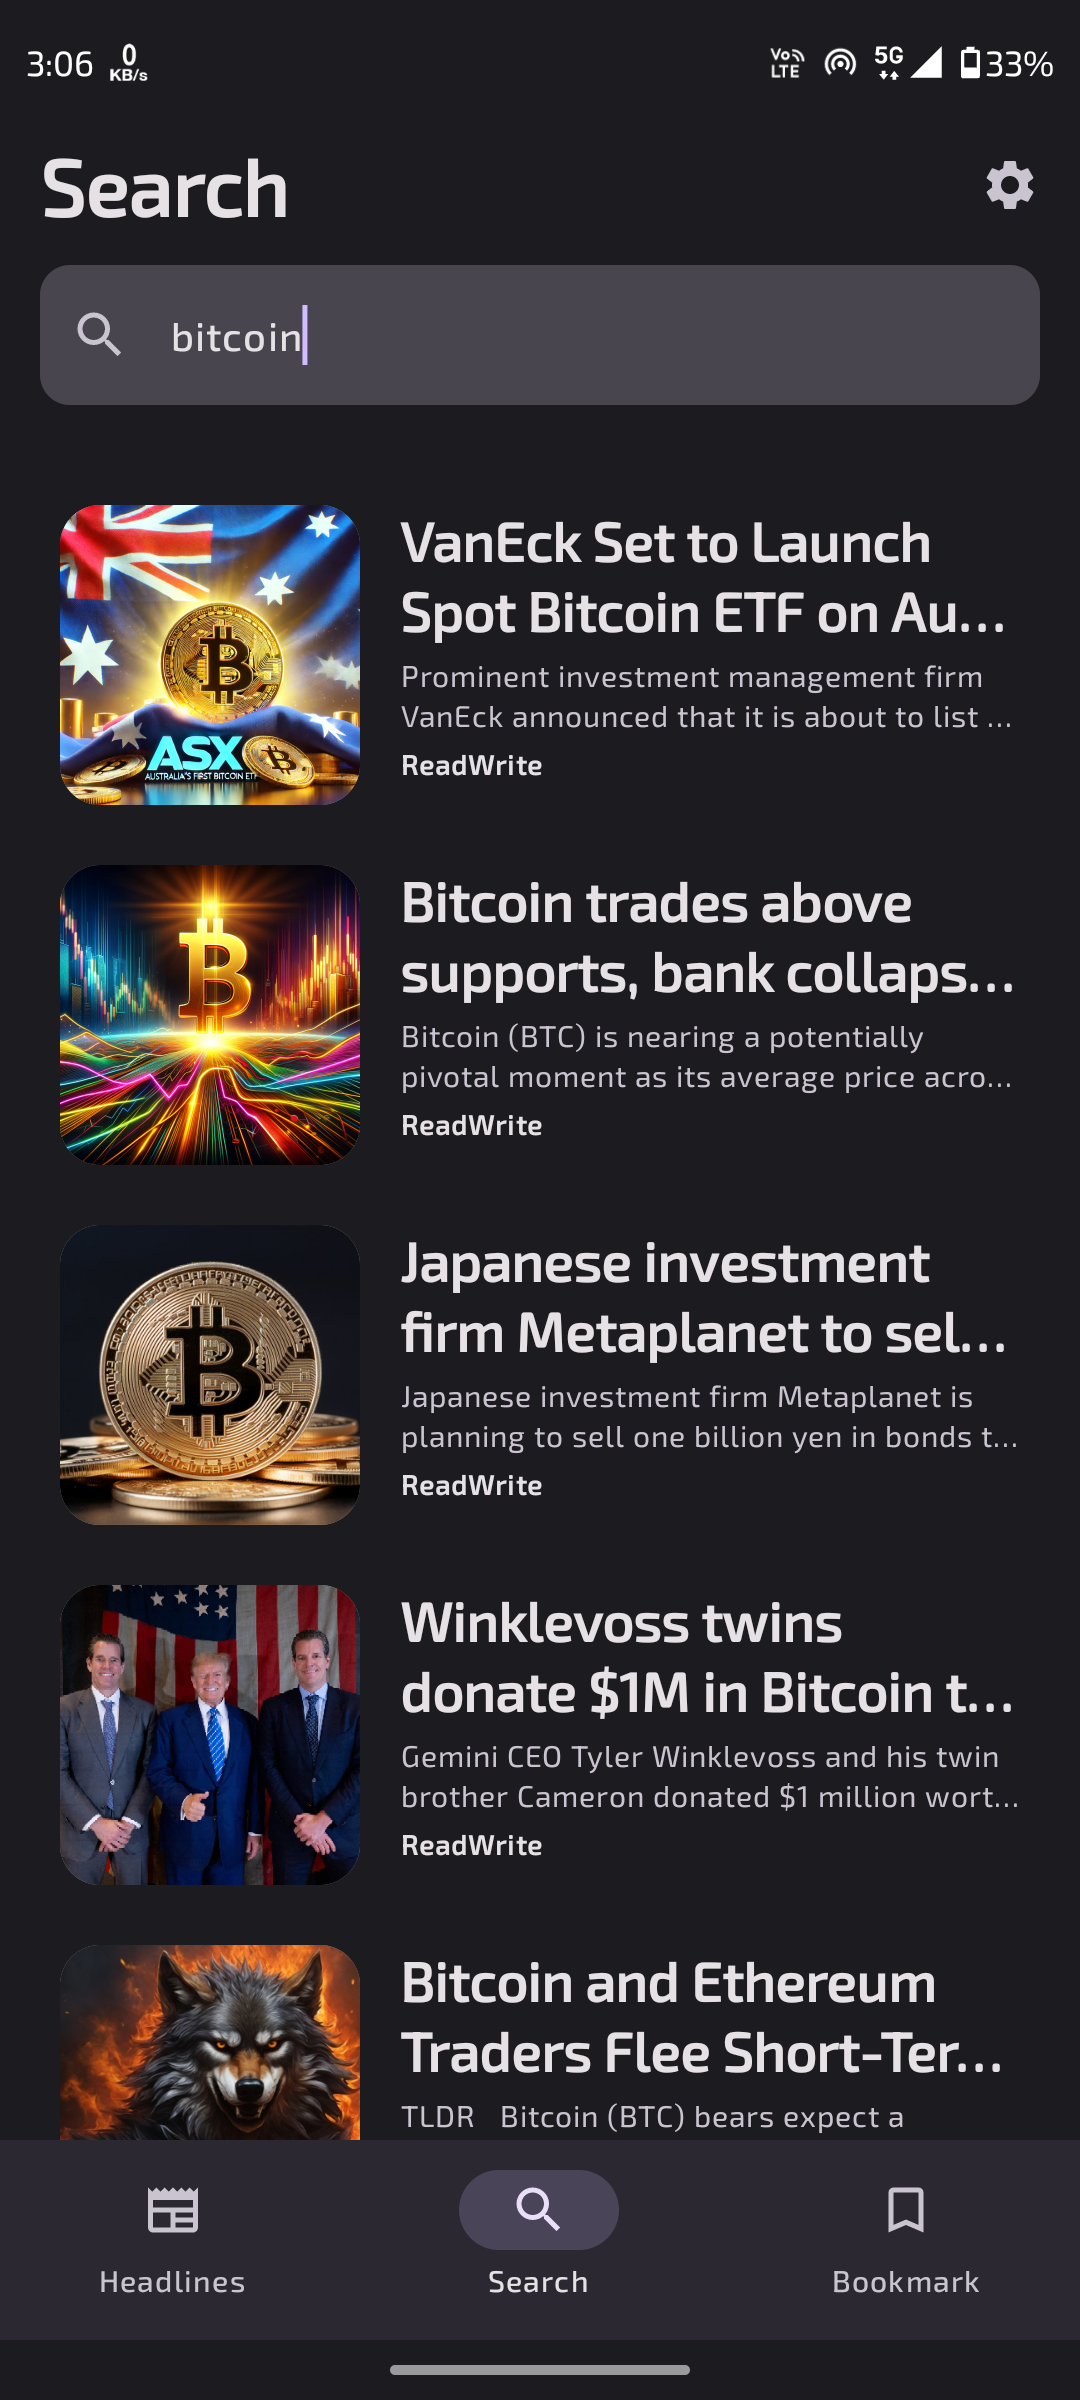 3:06 0 KB/s Vo LTE 5G 33%
Search
bitcoin
VanEck Set to Launch
Spot Bitcoin ETF on Au...
Prominent investment management firm
VanEck announced that it is about to list ...
ReadWrite
ASX
AUSTRALIA'S FIRST BITCOIN ETF
Bitcoin trades above
supports, bank collaps...
Bitcoin (BTC) is nearing a potentially
pivotal moment as its average price acro...
ReadWrite
Japanese investment
firm Metaplanet to sel...
Japanese investment firm Metaplanet is
planning to sell one billion yen in bonds t...
ReadWrite
Winklevoss twins
donate $1M in Bitcoin t...
Gemini CEO Tyler Winklevoss and his twin
brother Cameron donated $1 million wort...
ReadWrite
Bitcoin and Ethereum
Traders Flee Short-Ter...
TLDR Bitcoin (BTC) bears expect a
Headlines
Search
Bookmark